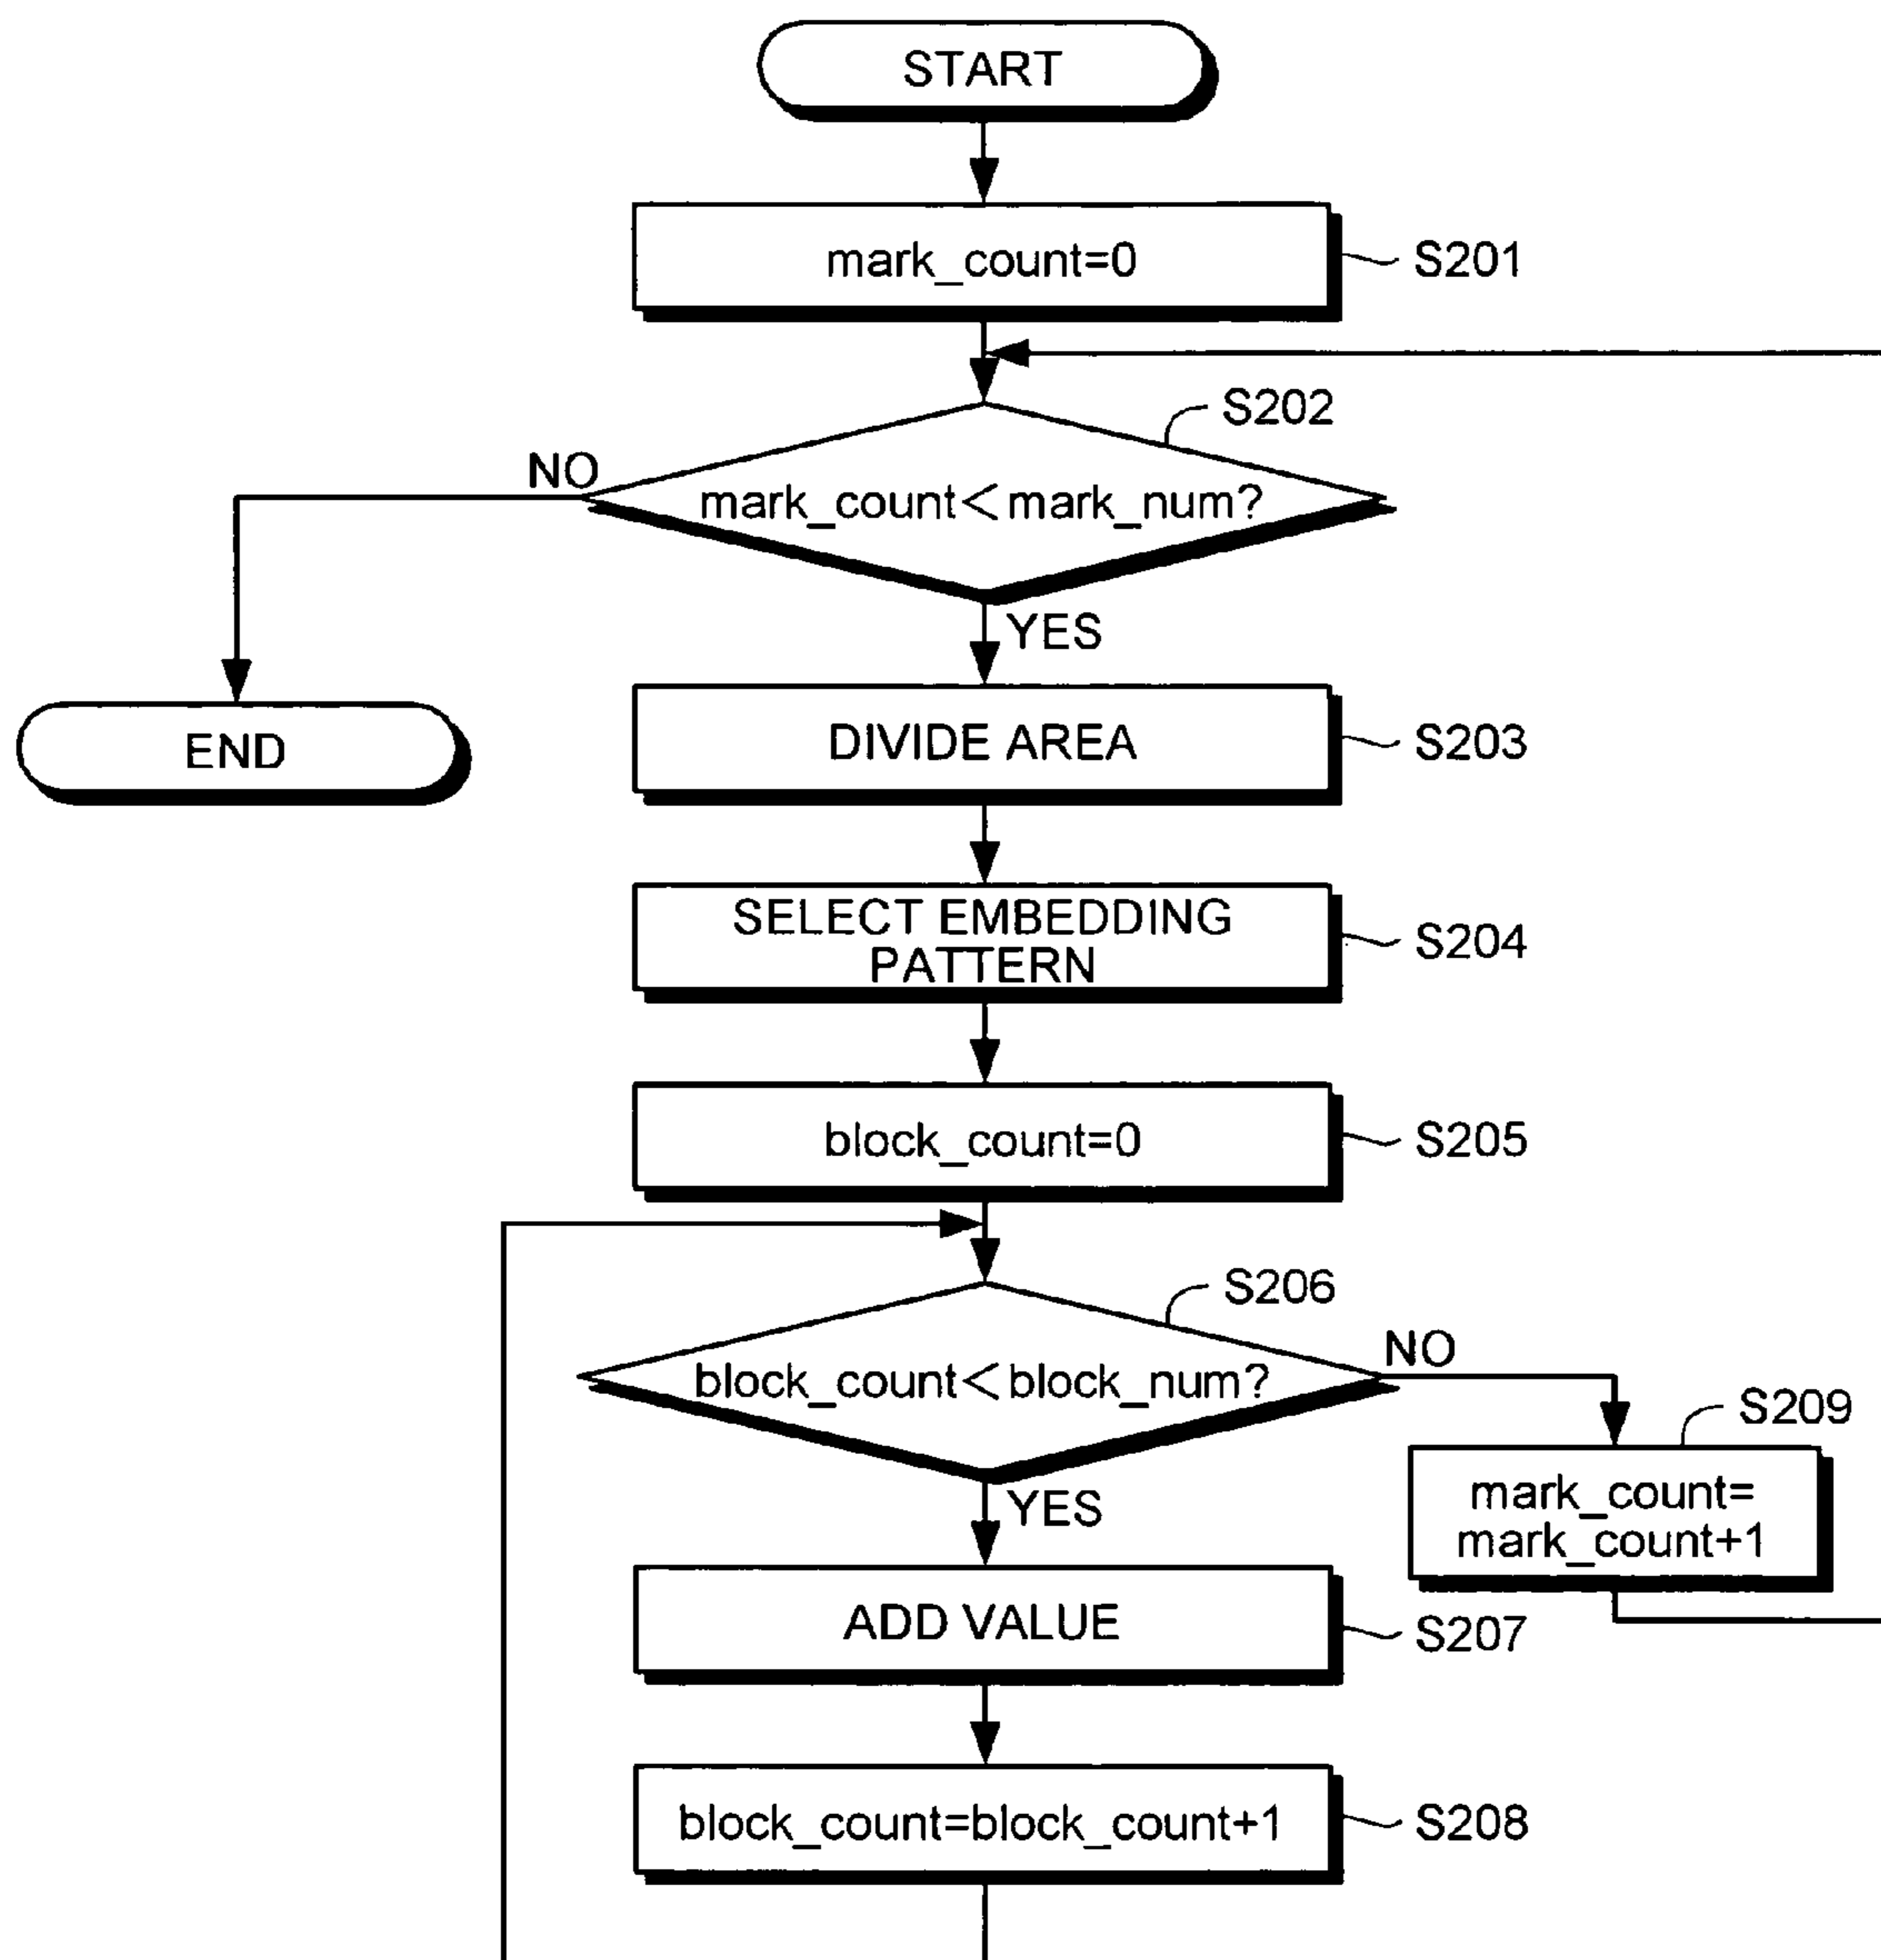 START
mark_count=0
S201
S202
NO
mark_count<mark_num?
YES
END
DIVIDE AREA
S203
SELECT EMBEDDING
PATTERN
S204
block_count=0
S205
S206
NO
block_count<block_num?
S209
mark_count=
mark_count+1
YES
ADD VALUE
S207
block_count=block_count+1
S208